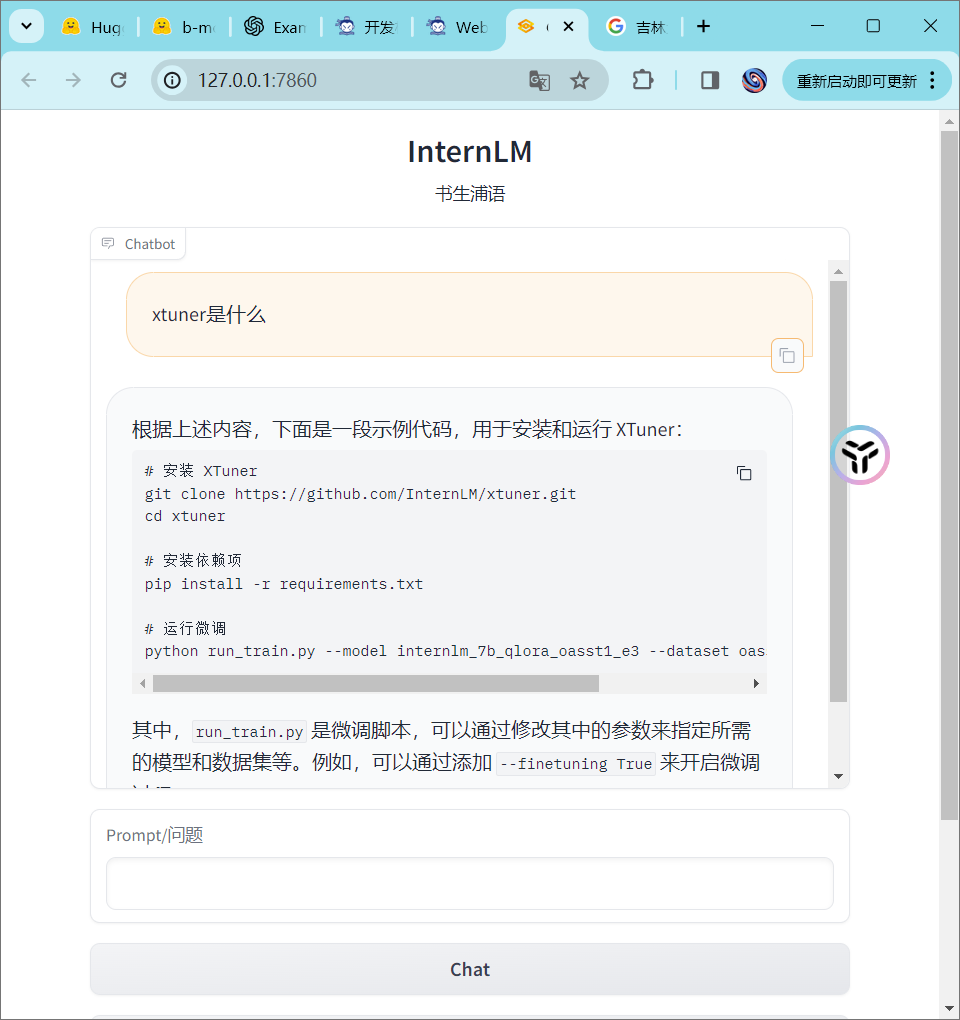 Hug
b-mo
Exan
开发
Web
吉林
127.0.0.1:7860
重新启动即可更新
InternLM
书生浦语
Chatbot
xtuner是什么
根据上述内容，下面是一段示例代码，用于安装和运行 XTuner：
# 安装 XTuner
git clone https://github.com/InternLM/xtuner.git
cd xtuner
# 安装依赖项
pip install -r requirements.txt
# 运行微调
python run_train.py --model internlm_7b_qlora_oasst1_e3 --dataset oas
其中，run_train.py 是微调脚本，可以通过修改其中的参数来指定所需
的模型和数据集等。例如，可以通过添加 --finetuning True 来开启微调
Prompt/问题
Chat